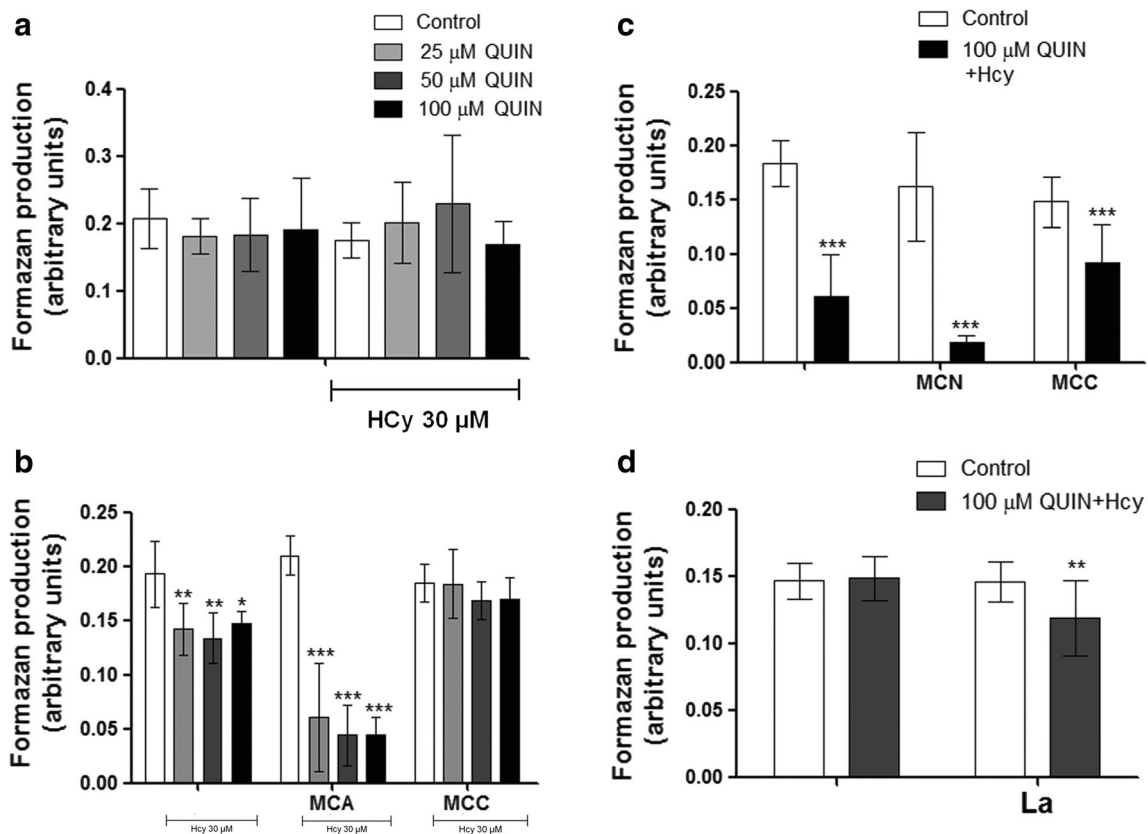 a
Control
25 μM QUIN
50 μM QUIN
100 μM QUIN
Formazan production
(arbitrary units)
0.4
0.3
0.2
0.1
0.0
HCy 30 μM
c
Control
100 μM QUIN
+Hcy
Formazan production
(arbitrary units)
0.25
0.20
0.15
0.10
0.05
0.00
***
***
***
MCN
MCC
b
Formazan production
(arbitrary units)
0.25
0.20
0.15
0.10
0.05
0.00
**
**
*
***
***
***
MCA
MCC
Hcy 30 μM
Hcy 30 μM
Hcy 30 μM
d
Control
100 μM QUIN+Hcy
Formazan production
(arbitrary units)
0.20
0.15
0.10
0.05
0.00
**
La